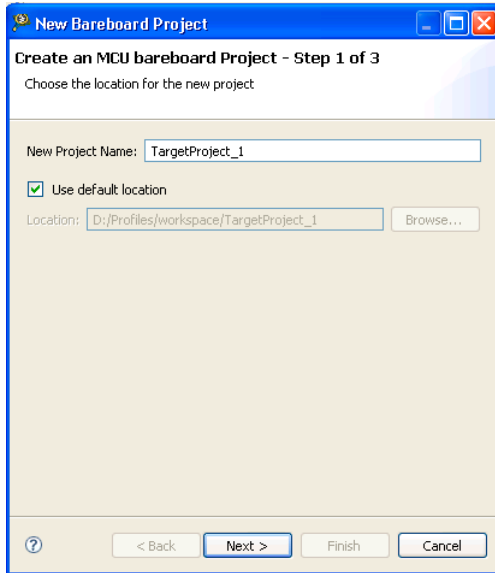 New Bareboard Project
Create an MCU bareboard Project - Step 1 of 3
Choose the location for the new project
New Project Name: TargetProject_1
Use default location
Location: D:/Profiles/workspace/TargetProject_1 Browse...
? < Back Next > Finish Cancel